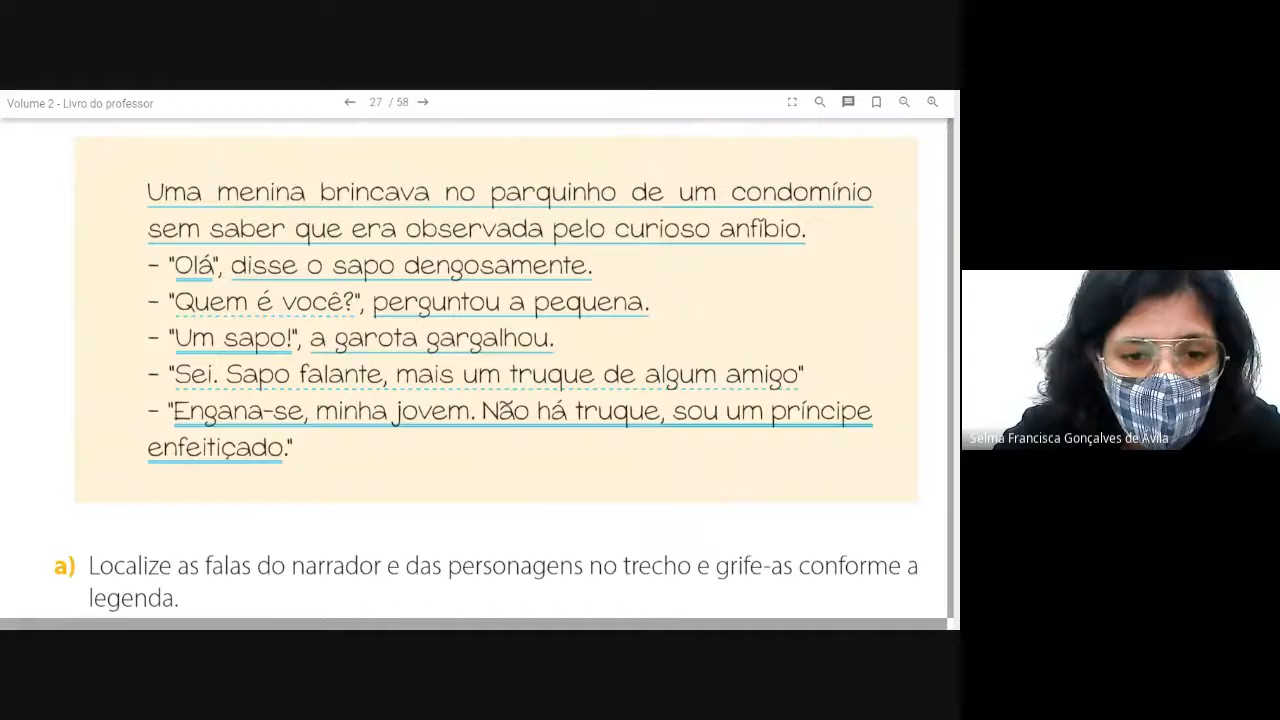 Volume 2 - Livro do professor
27 / 58
Uma menina brincava no parquinho de um condomínio
sem saber que era observada pelo curioso anfíbio.
– "Olá", disse o sapo dengosamente.
– "Quem é você?", perguntou a pequena.
– "Um sapo!", a garota gargalhou.
– "Sei. Sapo falante, mais um truque de algum amigo"
– "Engana-se, minha jovem. Não há truque, sou um príncipe
enfeitiçado."
a) Localize as falas do narrador e das personagens no trecho e grife-as conforme a
legenda.
Selma Francisca Gonçalves de Ávila